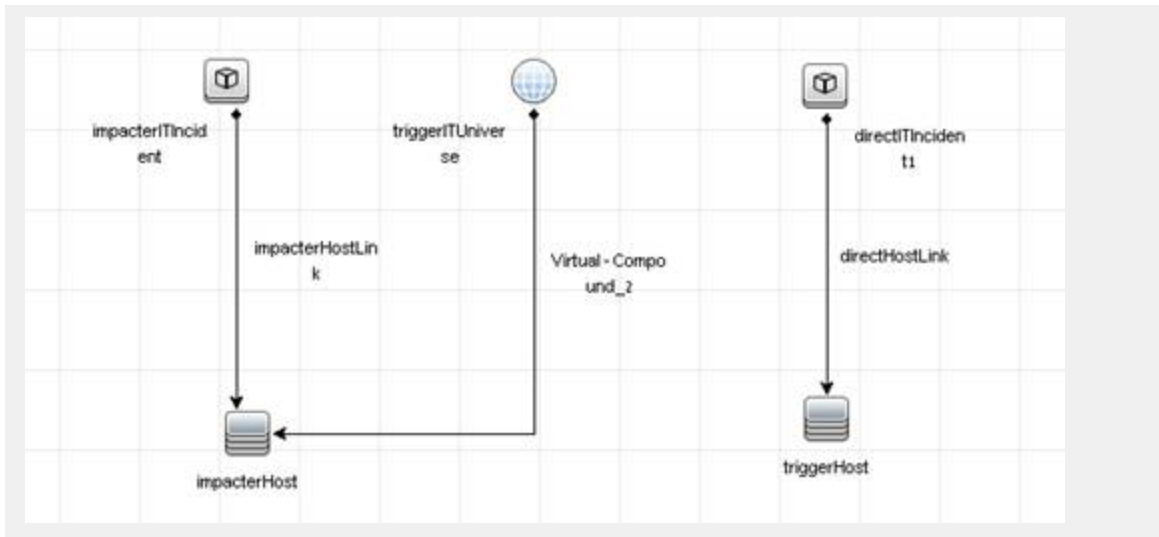 impacterITIncid
ent
triggerITUniver
se
directITInciden
t1
impacterHostLin
k
Virtual - Compo
und_2
directHostLink
impacterHost
triggerHost